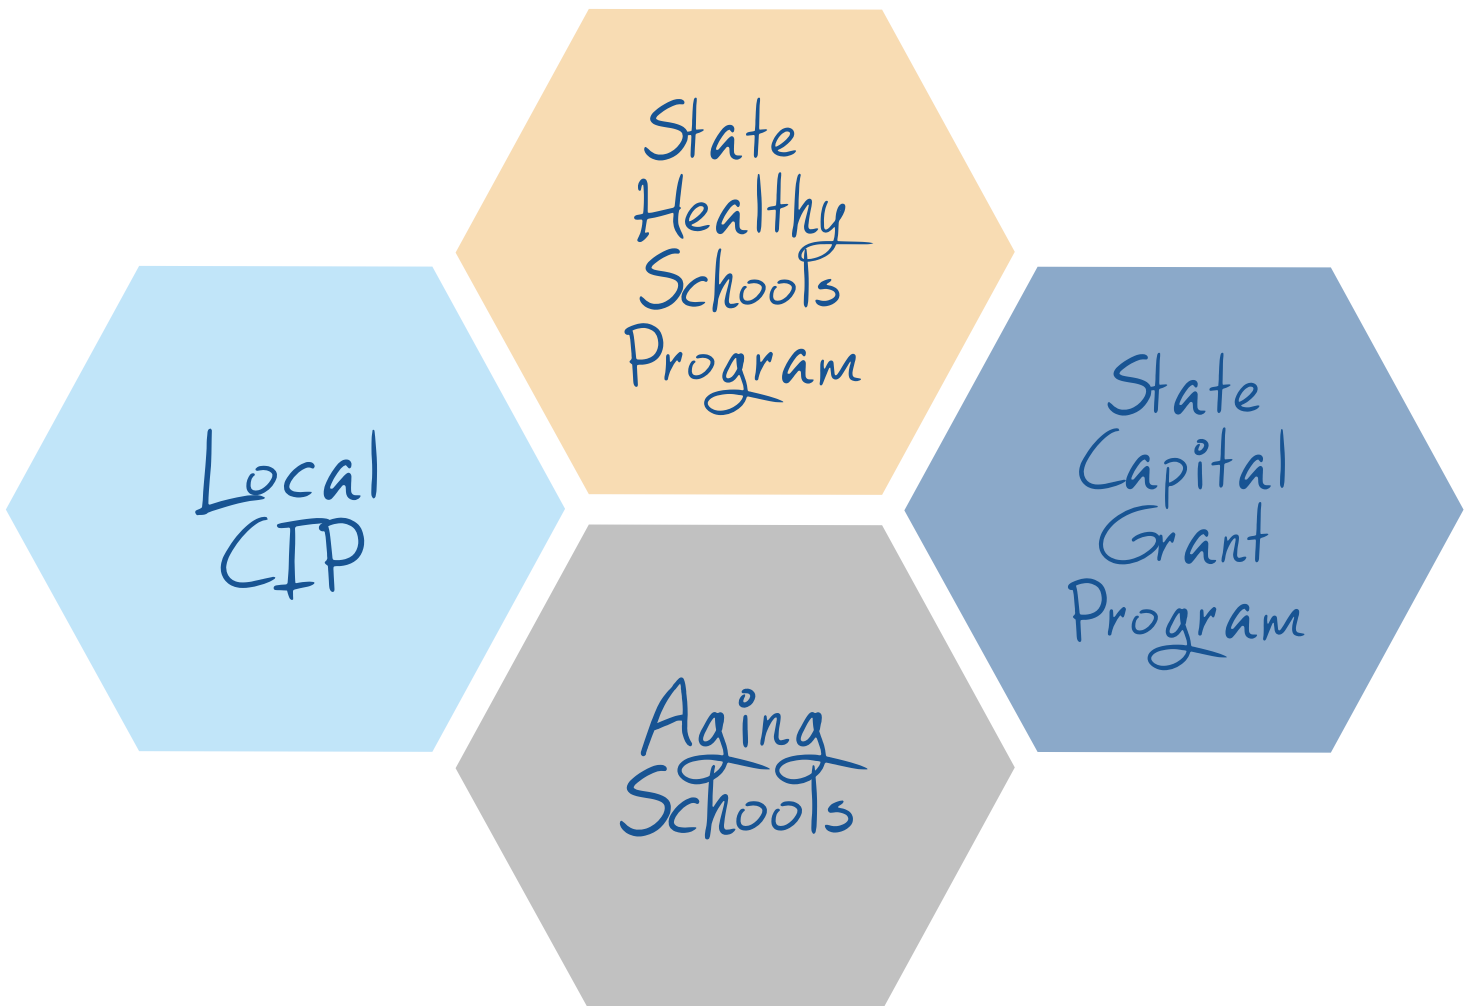 State
Healthy
Schools
Program
Local
CIP
State
Capital
Grant
Program
Aging
Schools